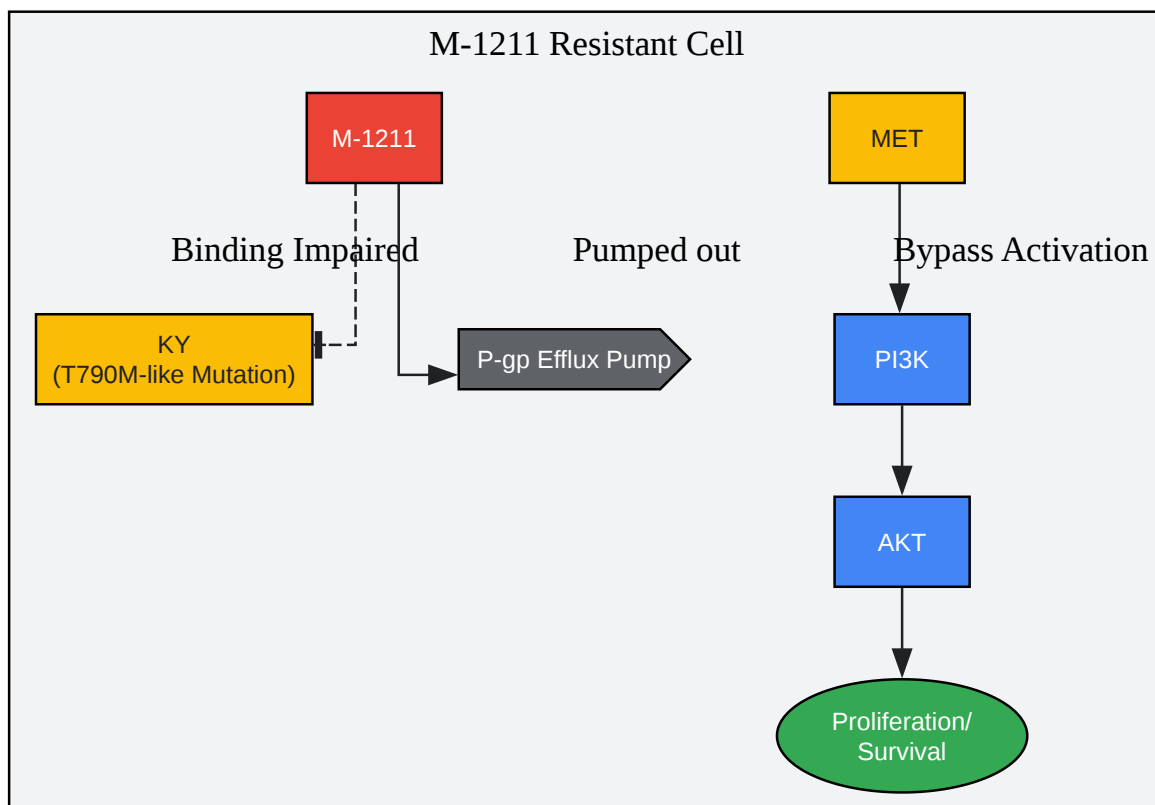 M-1211 Resistant Cell
M-1211
MET
Binding Impaired
Pumped out
Bypass Activation
KY
(T790M-like Mutation)
P-gp Efflux Pump
PI3K
AKT
Proliferation/
Survival